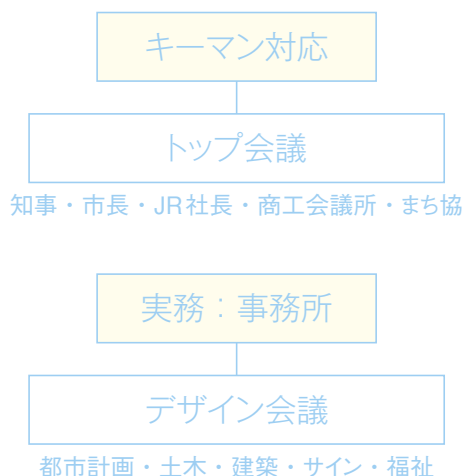 キーマン対応
トップ会議
知事・市長・JR社長・商工会議所・まち協
実務：事務所
デザイン会議
都市計画・土木・建築・サイン・福祉